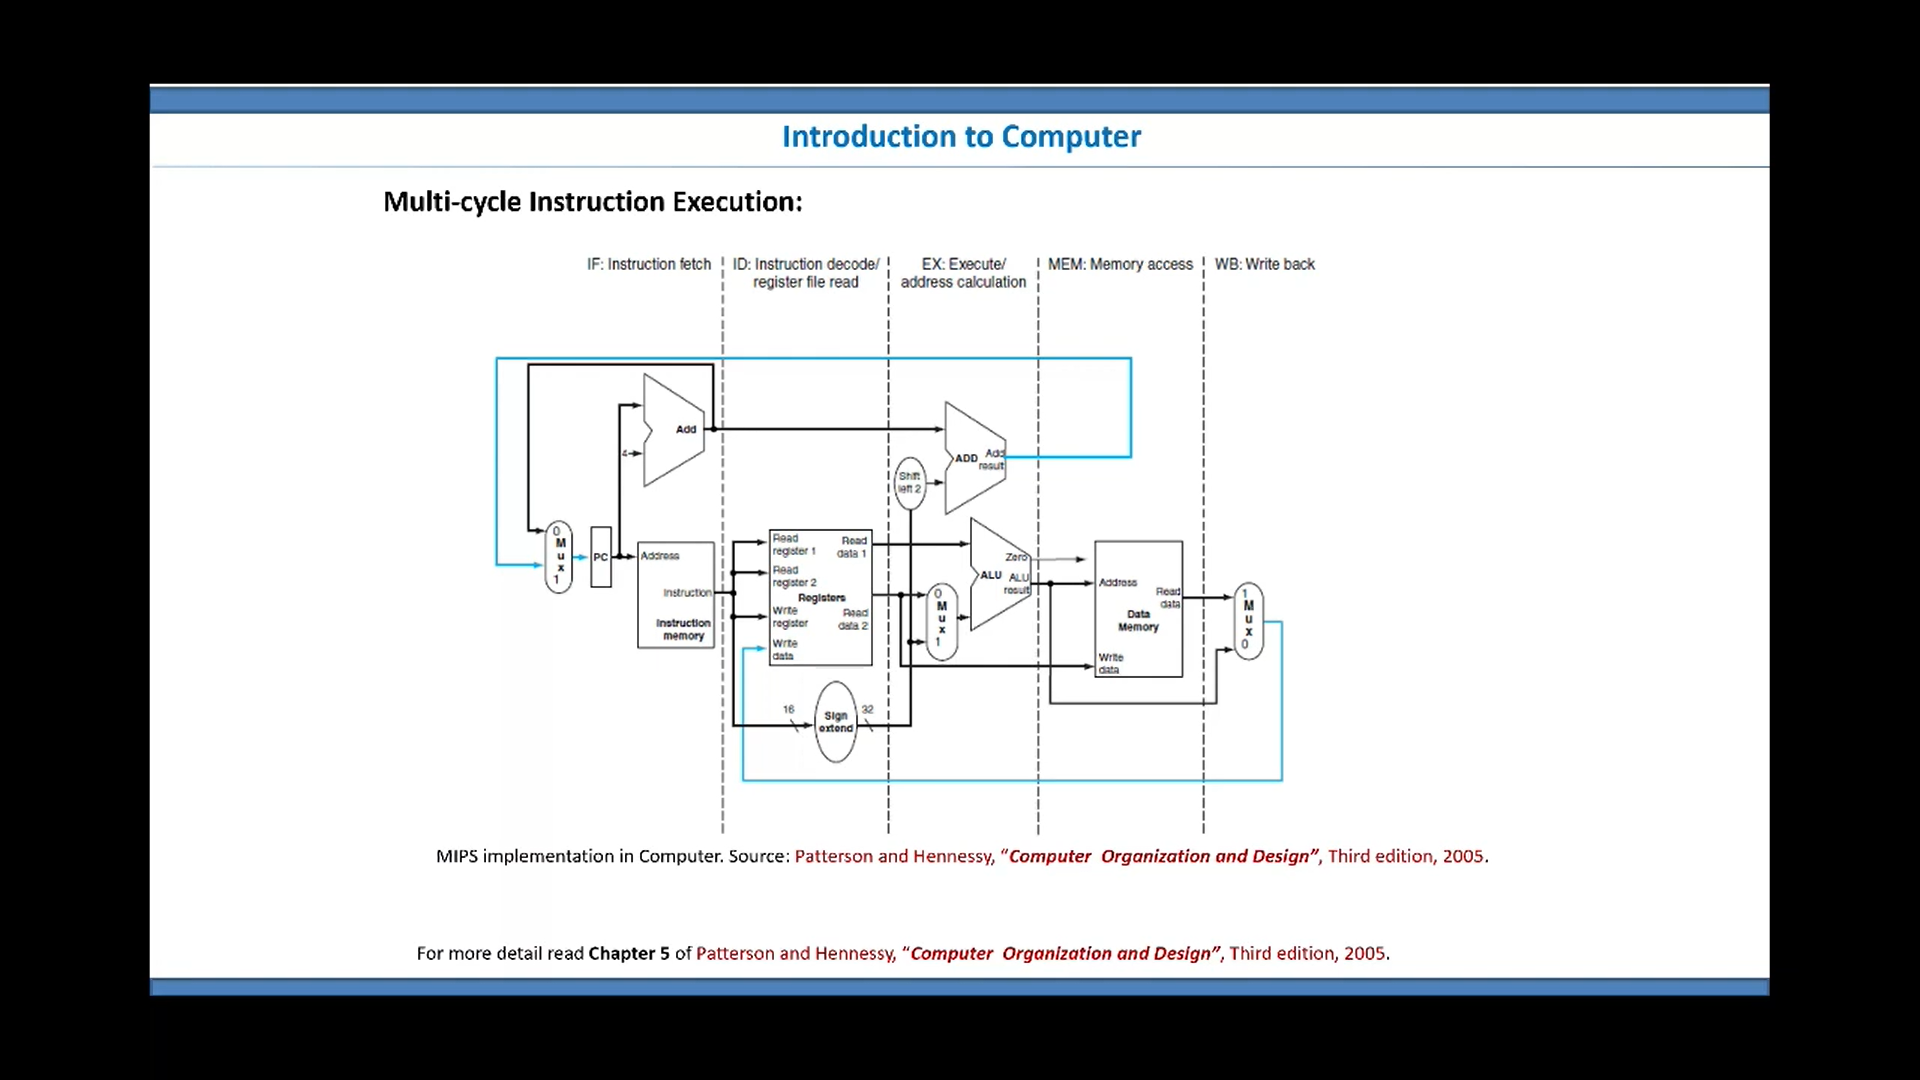 Introduction to Computer
Multi-cycle Instruction Execution:
IF: Instruction fetch
ID: Instruction decode/
register file read
EX: Execute/
address calculation
MEM: Memory access
WB: Write back
Add
4
ADD
Add
result
Shift
left 2
0
M
u
x
1
PC
Address
Instruction
Instruction
memory
Read
register 1
Read
register 2
Write
register
Write
data
Registers
Read
data 1
Read
data 2
16
Sign
extend
32
0
M
u
x
1
Zero
ALU
ALU
result
Address
Read
data
Data
Memory
Write
data
1
M
u
x
0
MIPS implementation in Computer. Source: Patterson and Hennessy, “Computer Organization and Design”, Third edition, 2005.
For more detail read Chapter 5 of Patterson and Hennessy, “Computer Organization and Design”, Third edition, 2005.